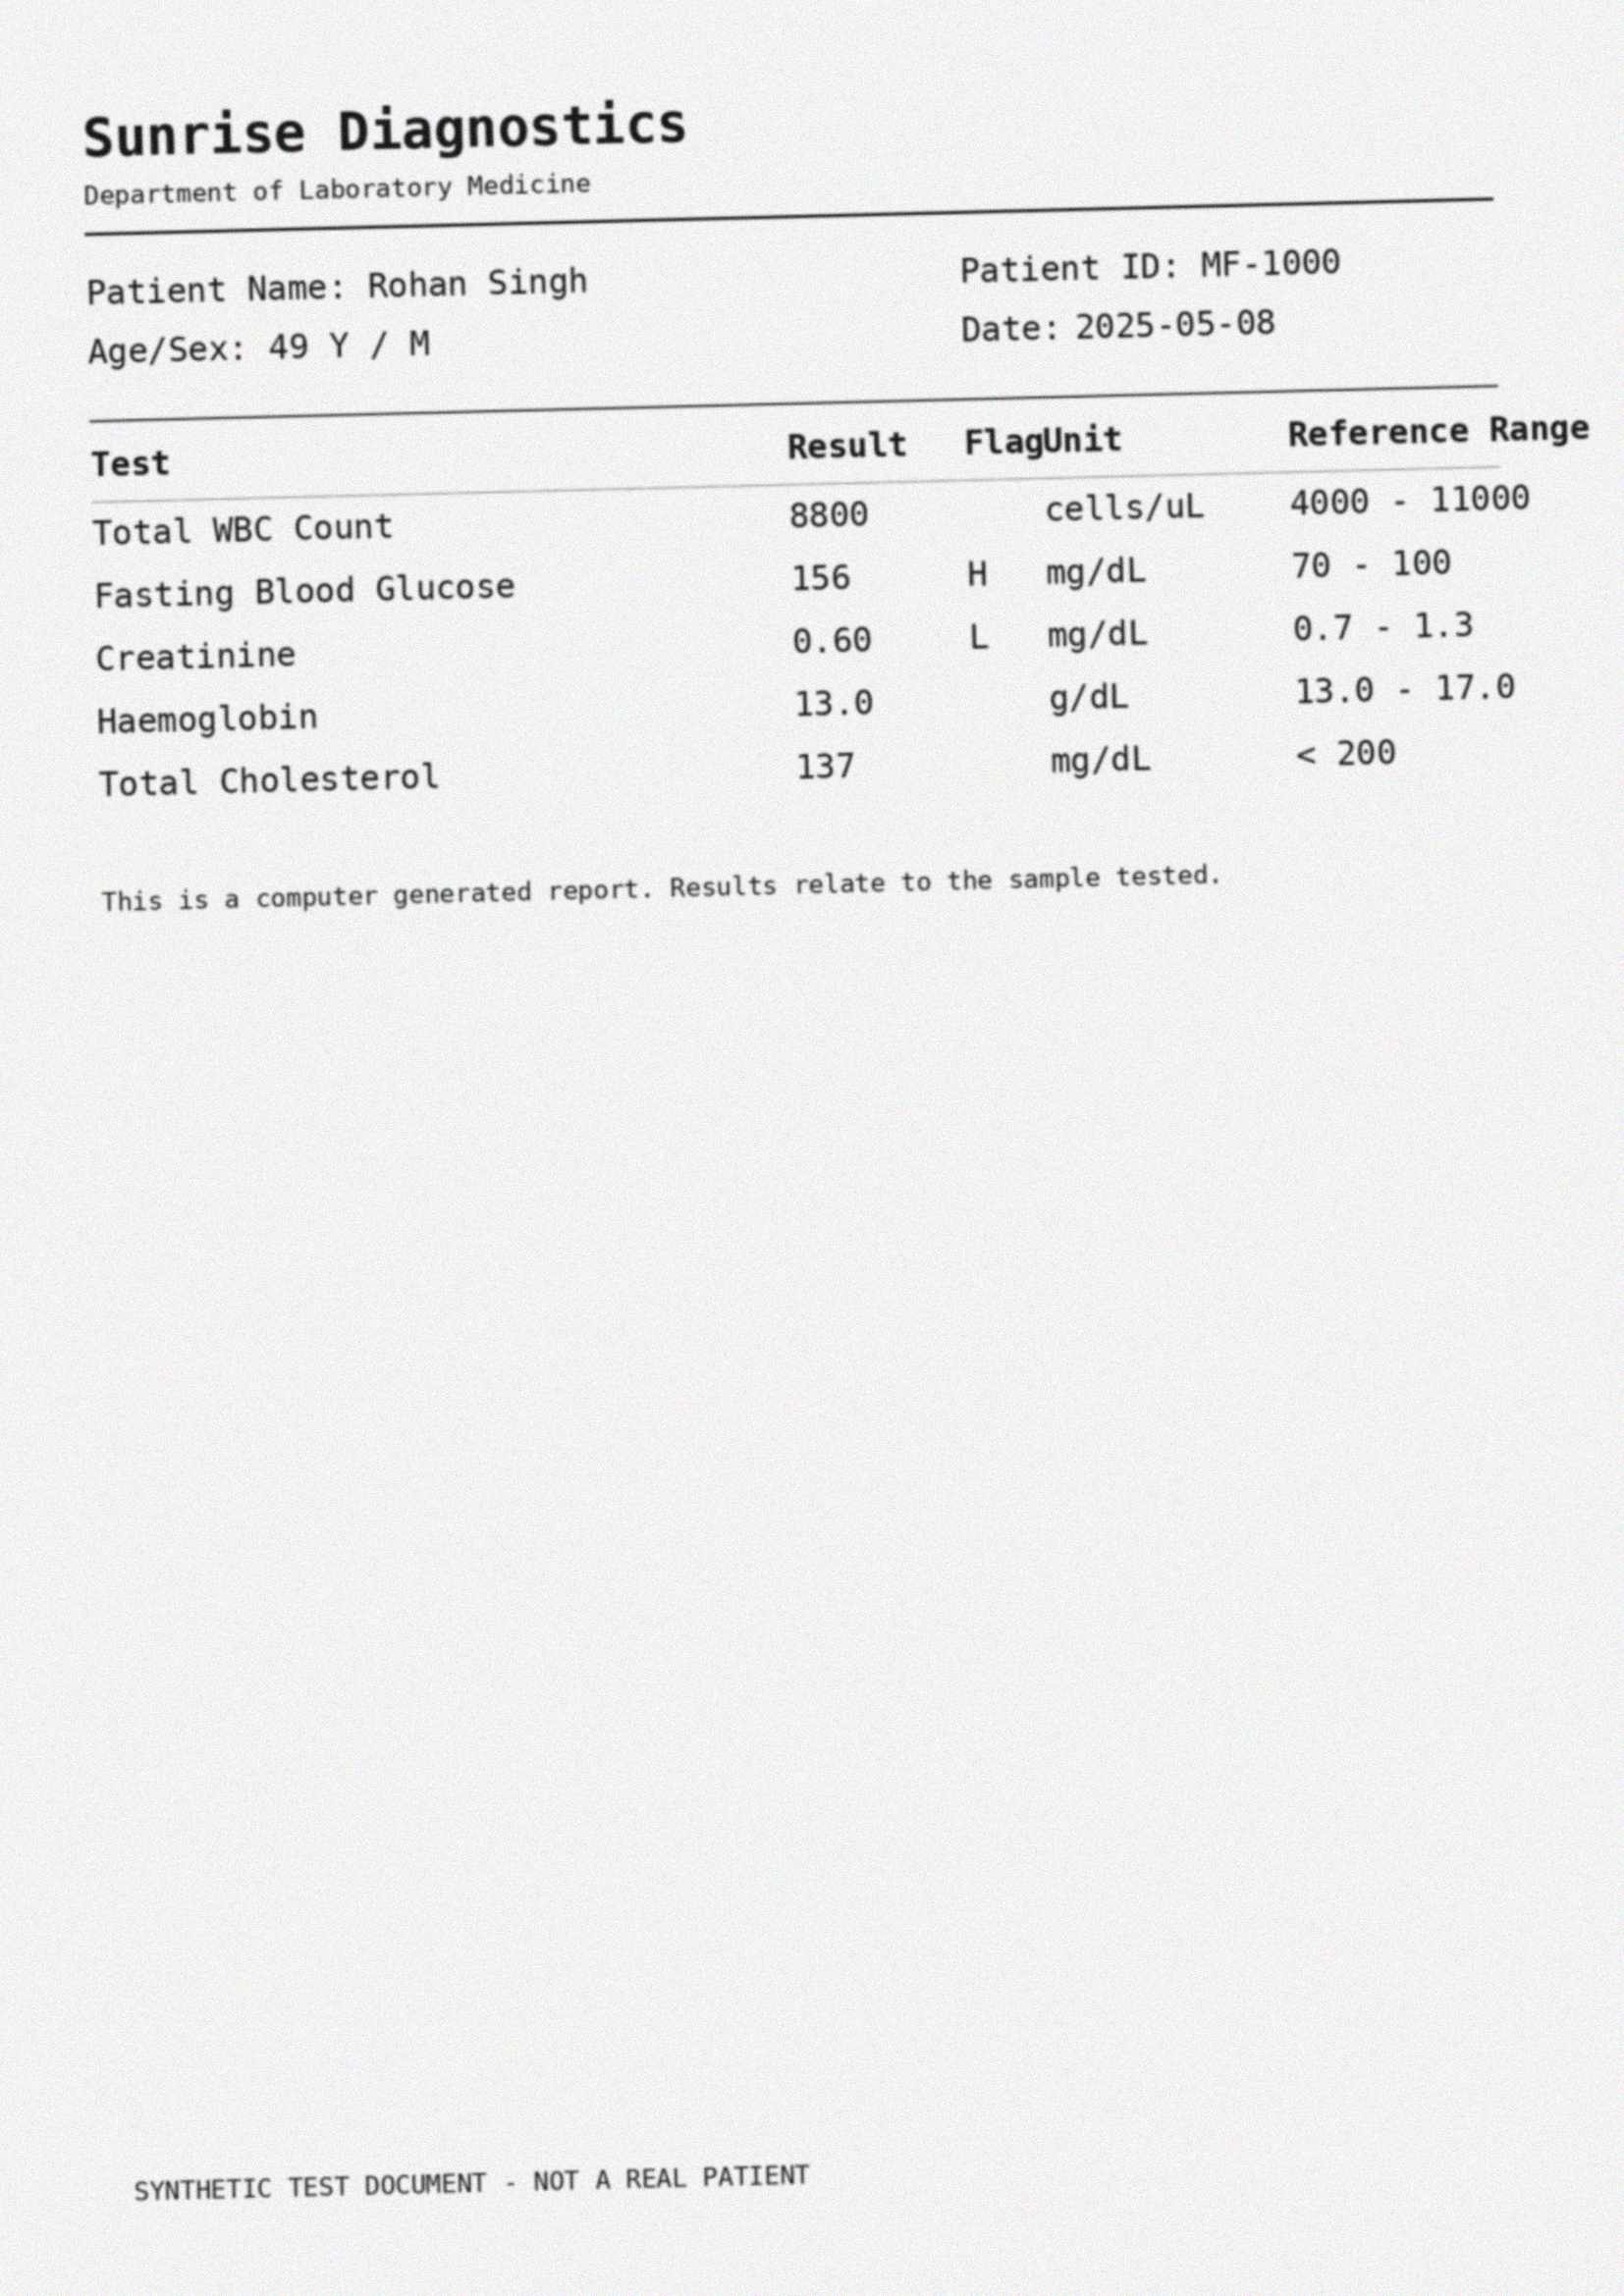 Sunrise Diagnostics
Department of Laboratory Medicine
Patient Name: Rohan Singh Patient ID: MF-1000
Age/Sex: 49 Y / M Date: 2025-05-08
Test Result Flag Unit Reference Range
Total WBC Count 8800 cells/uL 4000 - 11000
Fasting Blood Glucose 156 H mg/dL 70 - 100
Creatinine 0.60 L mg/dL 0.7 - 1.3
Haemoglobin 13.0 g/dL 13.0 - 17.0
Total Cholesterol 137 mg/dL < 200
This is a computer generated report. Results relate to the sample tested.
SYNTHETIC TEST DOCUMENT - NOT A REAL PATIENT